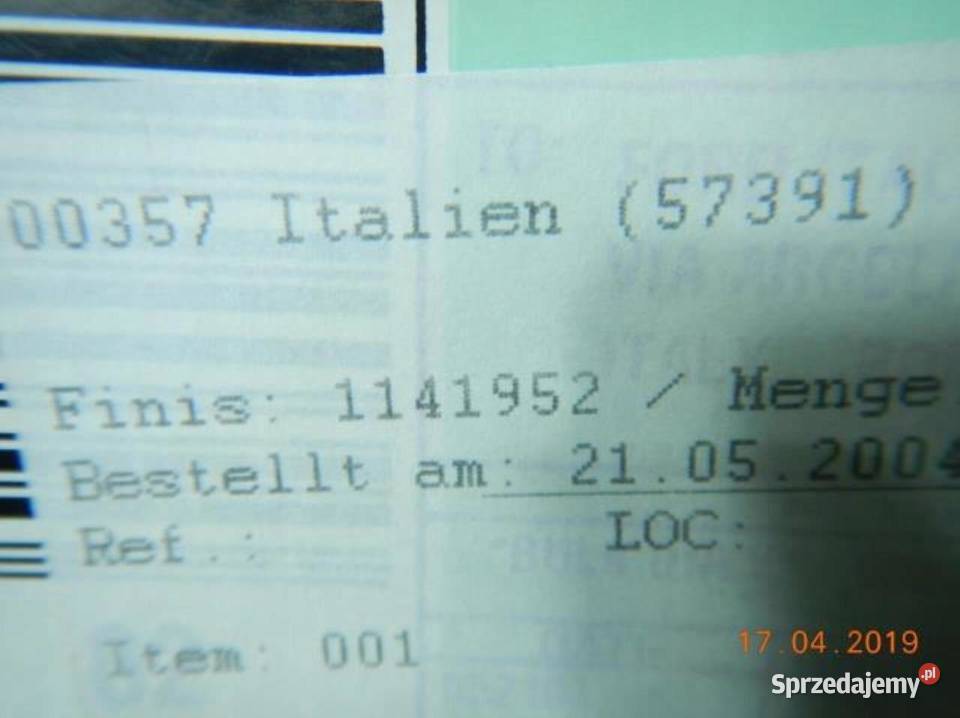 00357 Italien (57391)
Finis: 1141952 / Menge
Bestellt am: 21.05.2004
Ref.: LOC:
Item: 001
17.04.2019
Sprzedajemy.pl